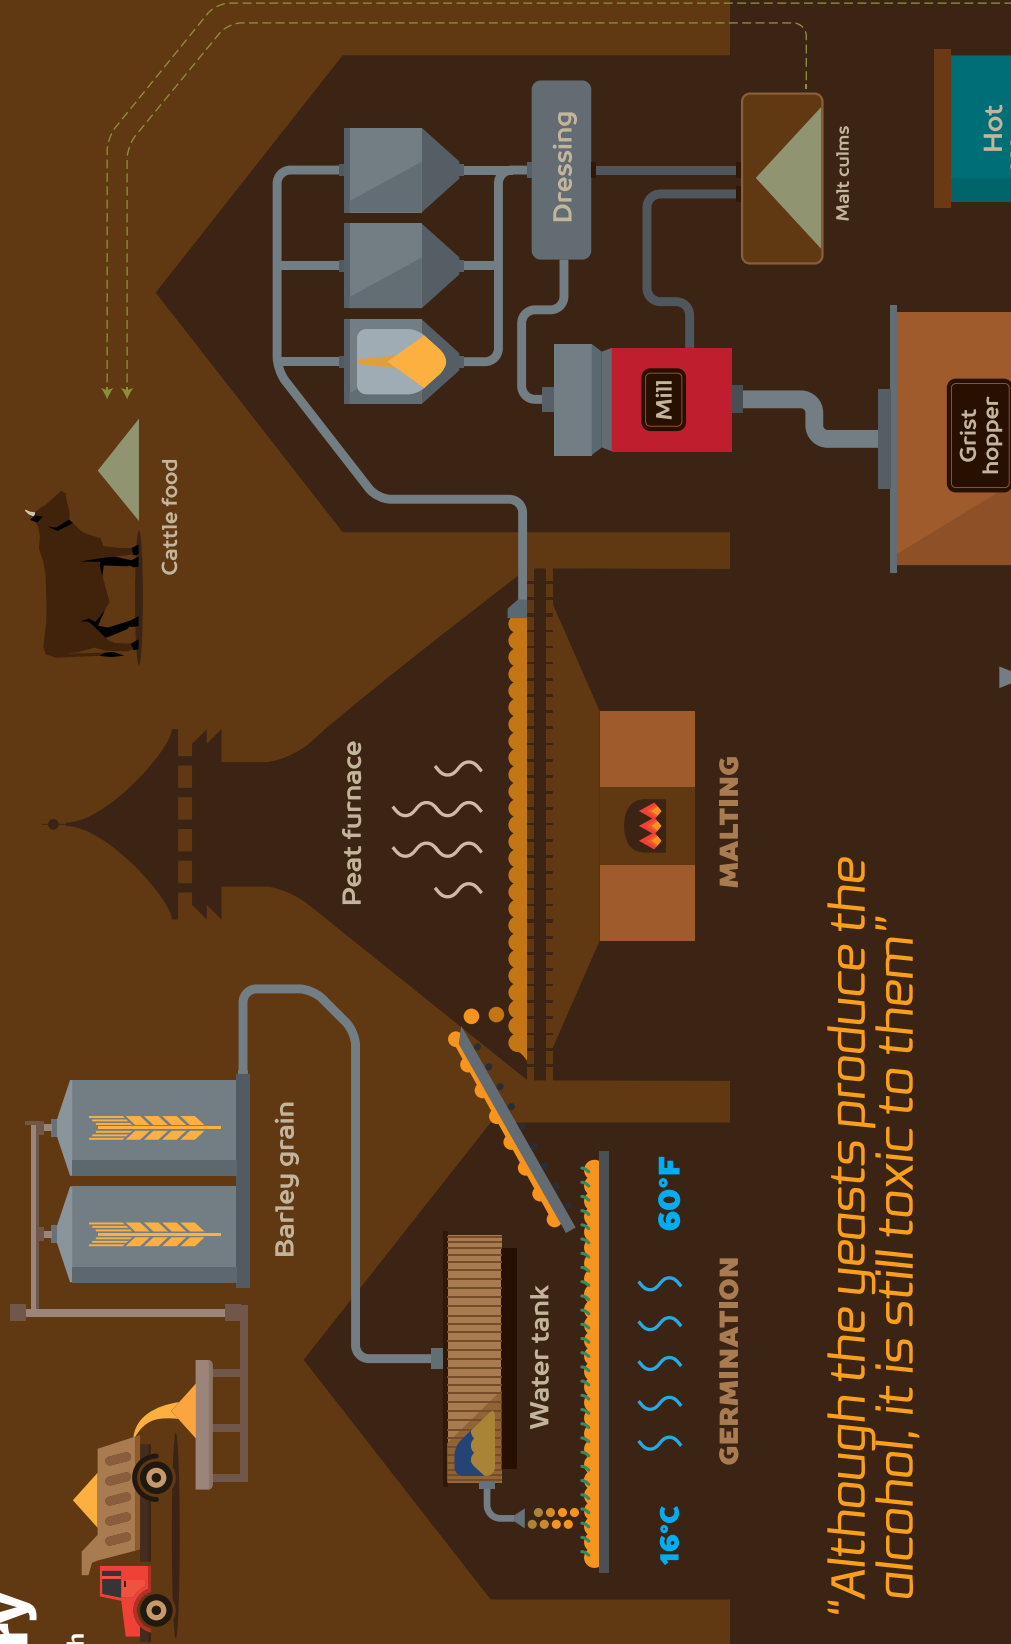 ry
h
Barley grain
Cattle food
Peat furnace
Water tank
16°C
60°F
GERMINATION
MALTING
Dressing
Mill
Malt culms
Grist
hopper
Hot
"Although the yeasts produce the
alcohol, it is still toxic to them"